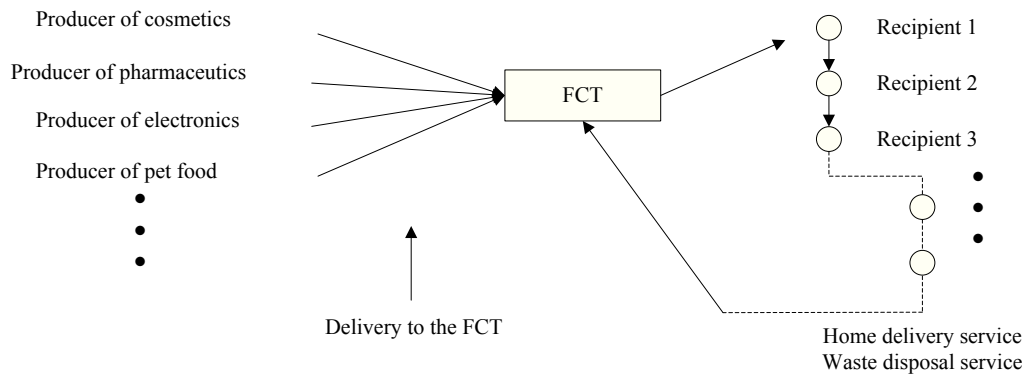 Producer of cosmetics
Producer of pharmaceutics
Producer of electronics
Producer of pet food
Delivery to the FCT
FCT
Recipient 1
Recipient 2
Recipient 3
Home delivery service
Waste disposal service